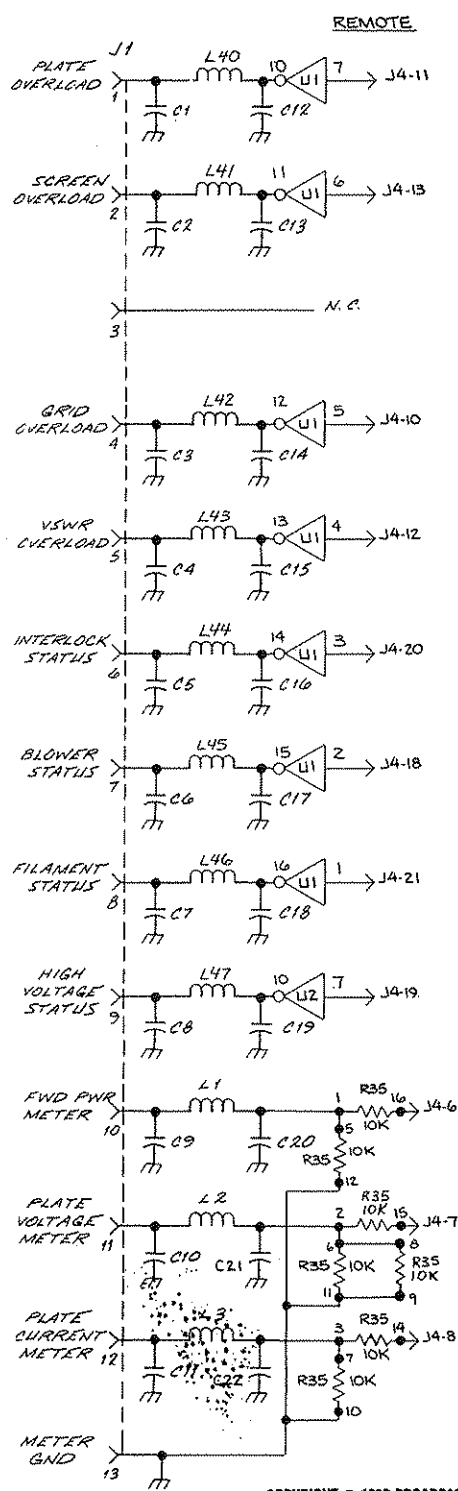 REMOTE
J1
PLATE OVERLOAD
1
L40
C1
C12
10
U1
7
J4-11
SCREEN OVERLOAD
2
L41
C2
C13
11
U1
6
J4-13
3
N.C.
GRID OVERLOAD
4
L42
C3
C14
12
U1
5
J4-10
VSWR OVERLOAD
5
L43
C4
C15
13
U1
4
J4-12
INTERLOCK STATUS
6
L44
C5
C16
14
U1
3
J4-20
BLOWER STATUS
7
L45
C6
C17
15
U1
2
J4-18
FILAMENT STATUS
8
L46
C7
C18
16
U1
1
J4-21
HIGH VOLTAGE STATUS
9
L47
C8
C19
10
U2
7
J4-19
FWD PWR METER
10
L1
C9
C20
1
R35
10K
16
J4-6
5
R35
10K
12
PLATE VOLTAGE METER
11
L2
C10
C21
2
R35
10K
15
J4-7
6
R35
10K
11
8
R35
10K
9
PLATE CURRENT METER
12
L3
C11
C22
3
R35
10K
14
J4-8
7
R35
10K
10
METER GND
13